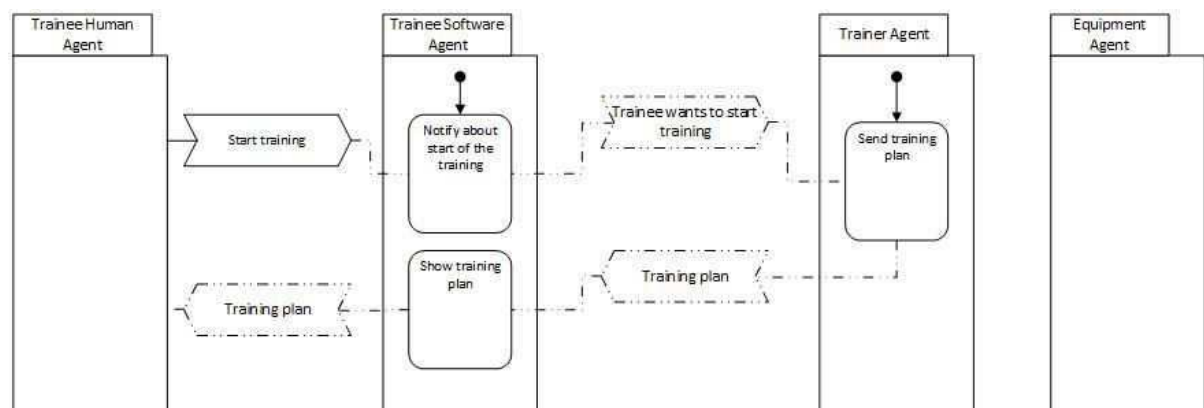 Trainee Human
Agent
Trainee Software
Agent
Trainer Agent
Equipment
Agent
Start training
Notify about
start of the
training
Trainee wants to start
training
Send training
plan
Training plan
Show training
plan
Training plan